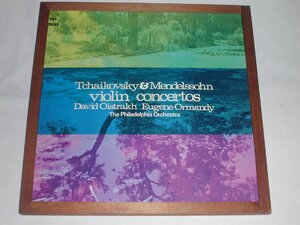 Tchaikovsky & Mendelssohn
violin concertos
David Oistrakh Eugene Ormandy
The Philadelphia Orchestra